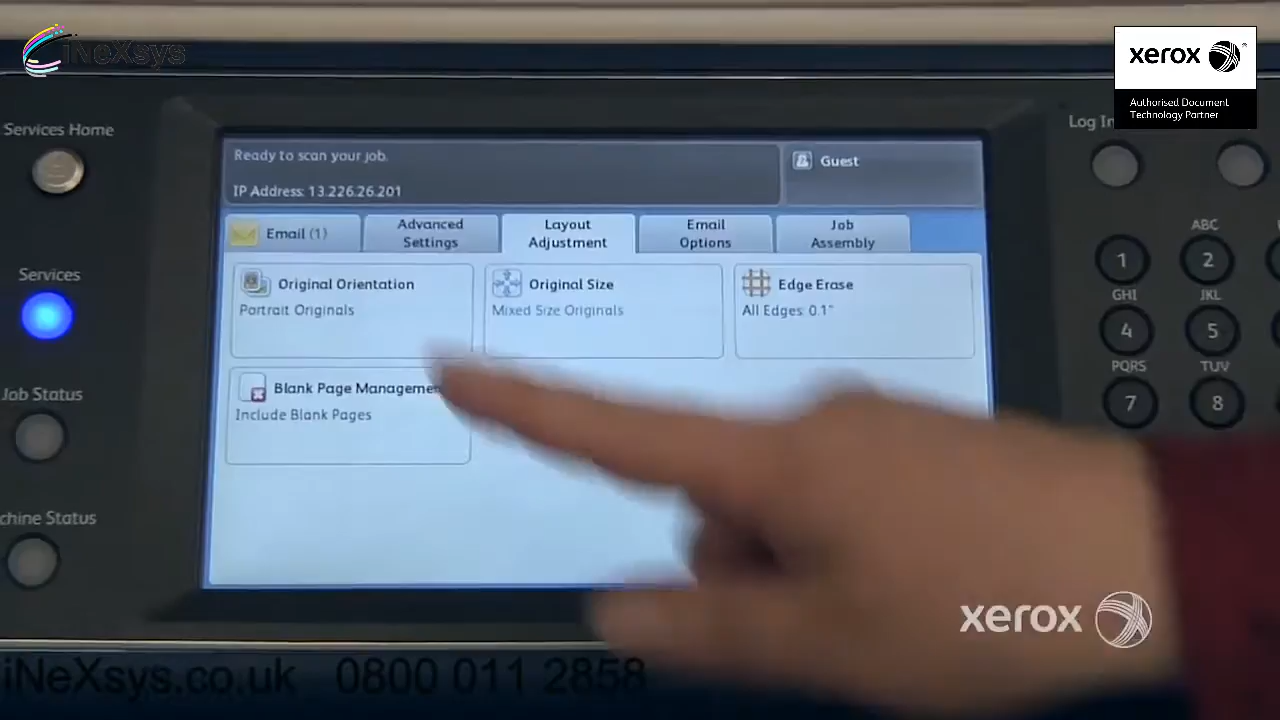 iNeXsys
xerox
Authorised Document
Technology Partner
Services Home
Log In
Ready to scan your job.
IP Address: 13.226.26.201
Guest
Email (1)
Advanced
Settings
Layout
Adjustment
Email
Options
Job
Assembly
Services
Original Orientation
Portrait Originals
Original Size
Mixed Size Originals
Edge Erase
All Edges: 0.1"
ABC
1
2
GHI
JKL
4
5
PQRS
TUV
7
8
Blank Page Managemen
Include Blank Pages
Job Status
chine Status
xerox
iNeXsys.co.uk 0800 011 2858